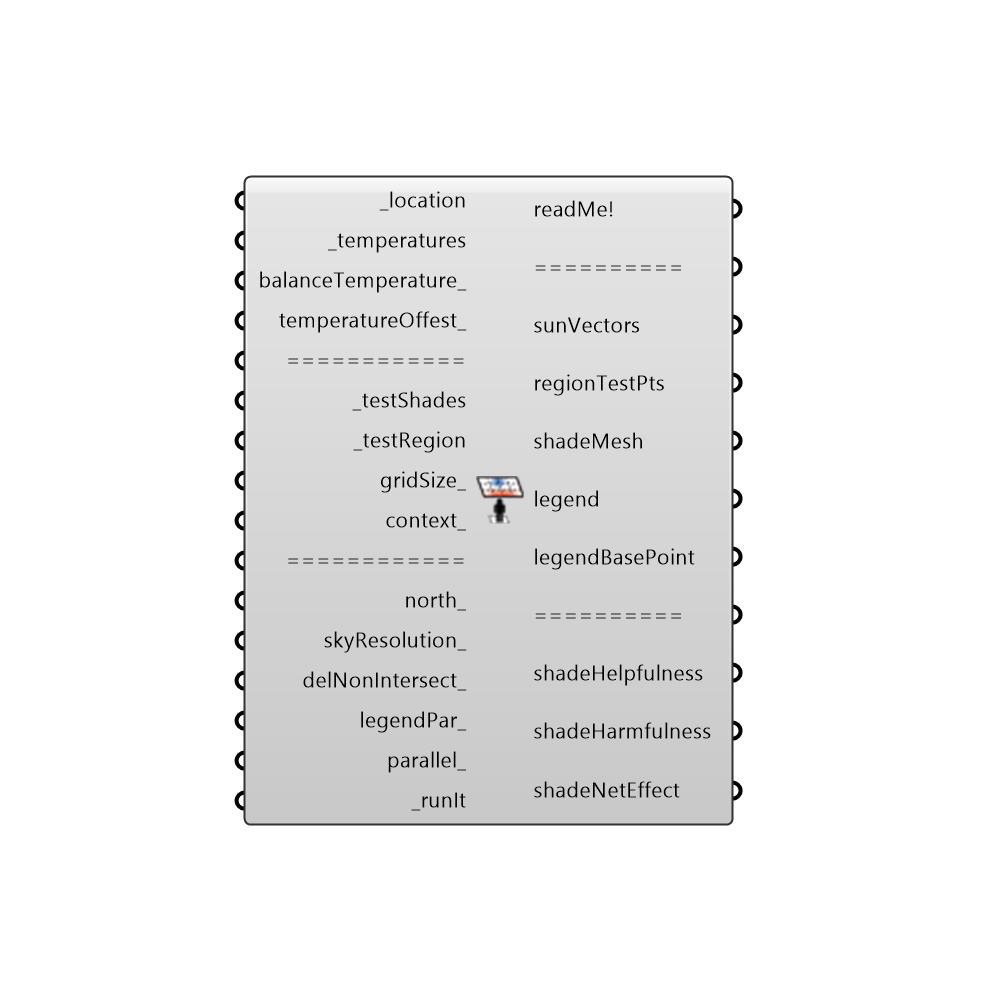 _location
_temperatures
balanceTemperature_
temperatureOffest_
============
_testShades
_testRegion
gridSize_
context_
============
north_
skyResolution_
delNonIntersect_
legendPar_
parallel_
_runIt
readMe!
==========
sunVectors
regionTestPts
shadeMesh
legend
legendBasePoint
==========
shadeHelpfulness
shadeHarmfulness
shadeNetEffect